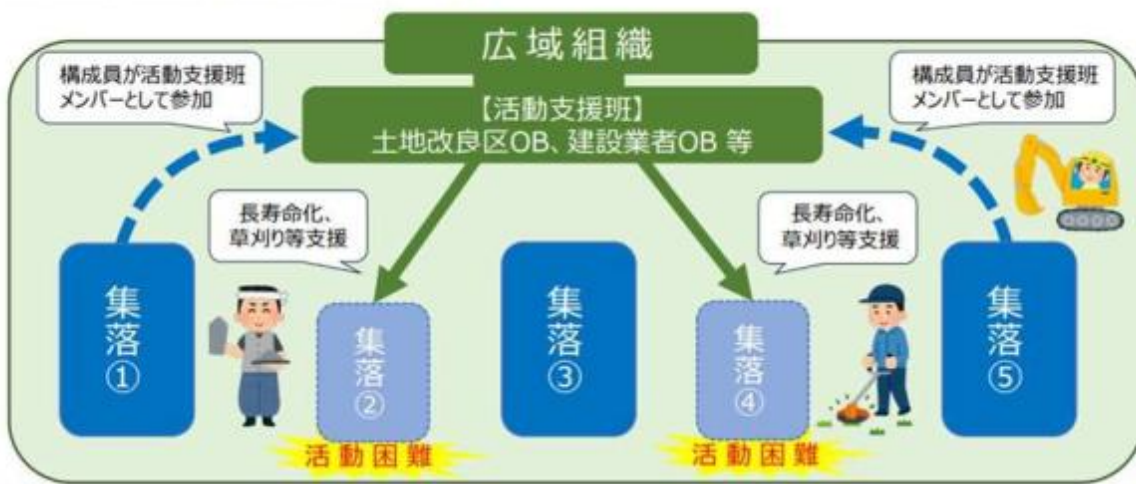 広域組織
【活動支援班】
土地改良区OB、建設業者OB 等
構成員が活動支援班
メンバーとして参加
構成員が活動支援班
メンバーとして参加
長寿命化、
草刈り等支援
長寿命化、
草刈り等支援
集落①
集落②
集落③
集落④
集落⑤
活動困難
活動困難